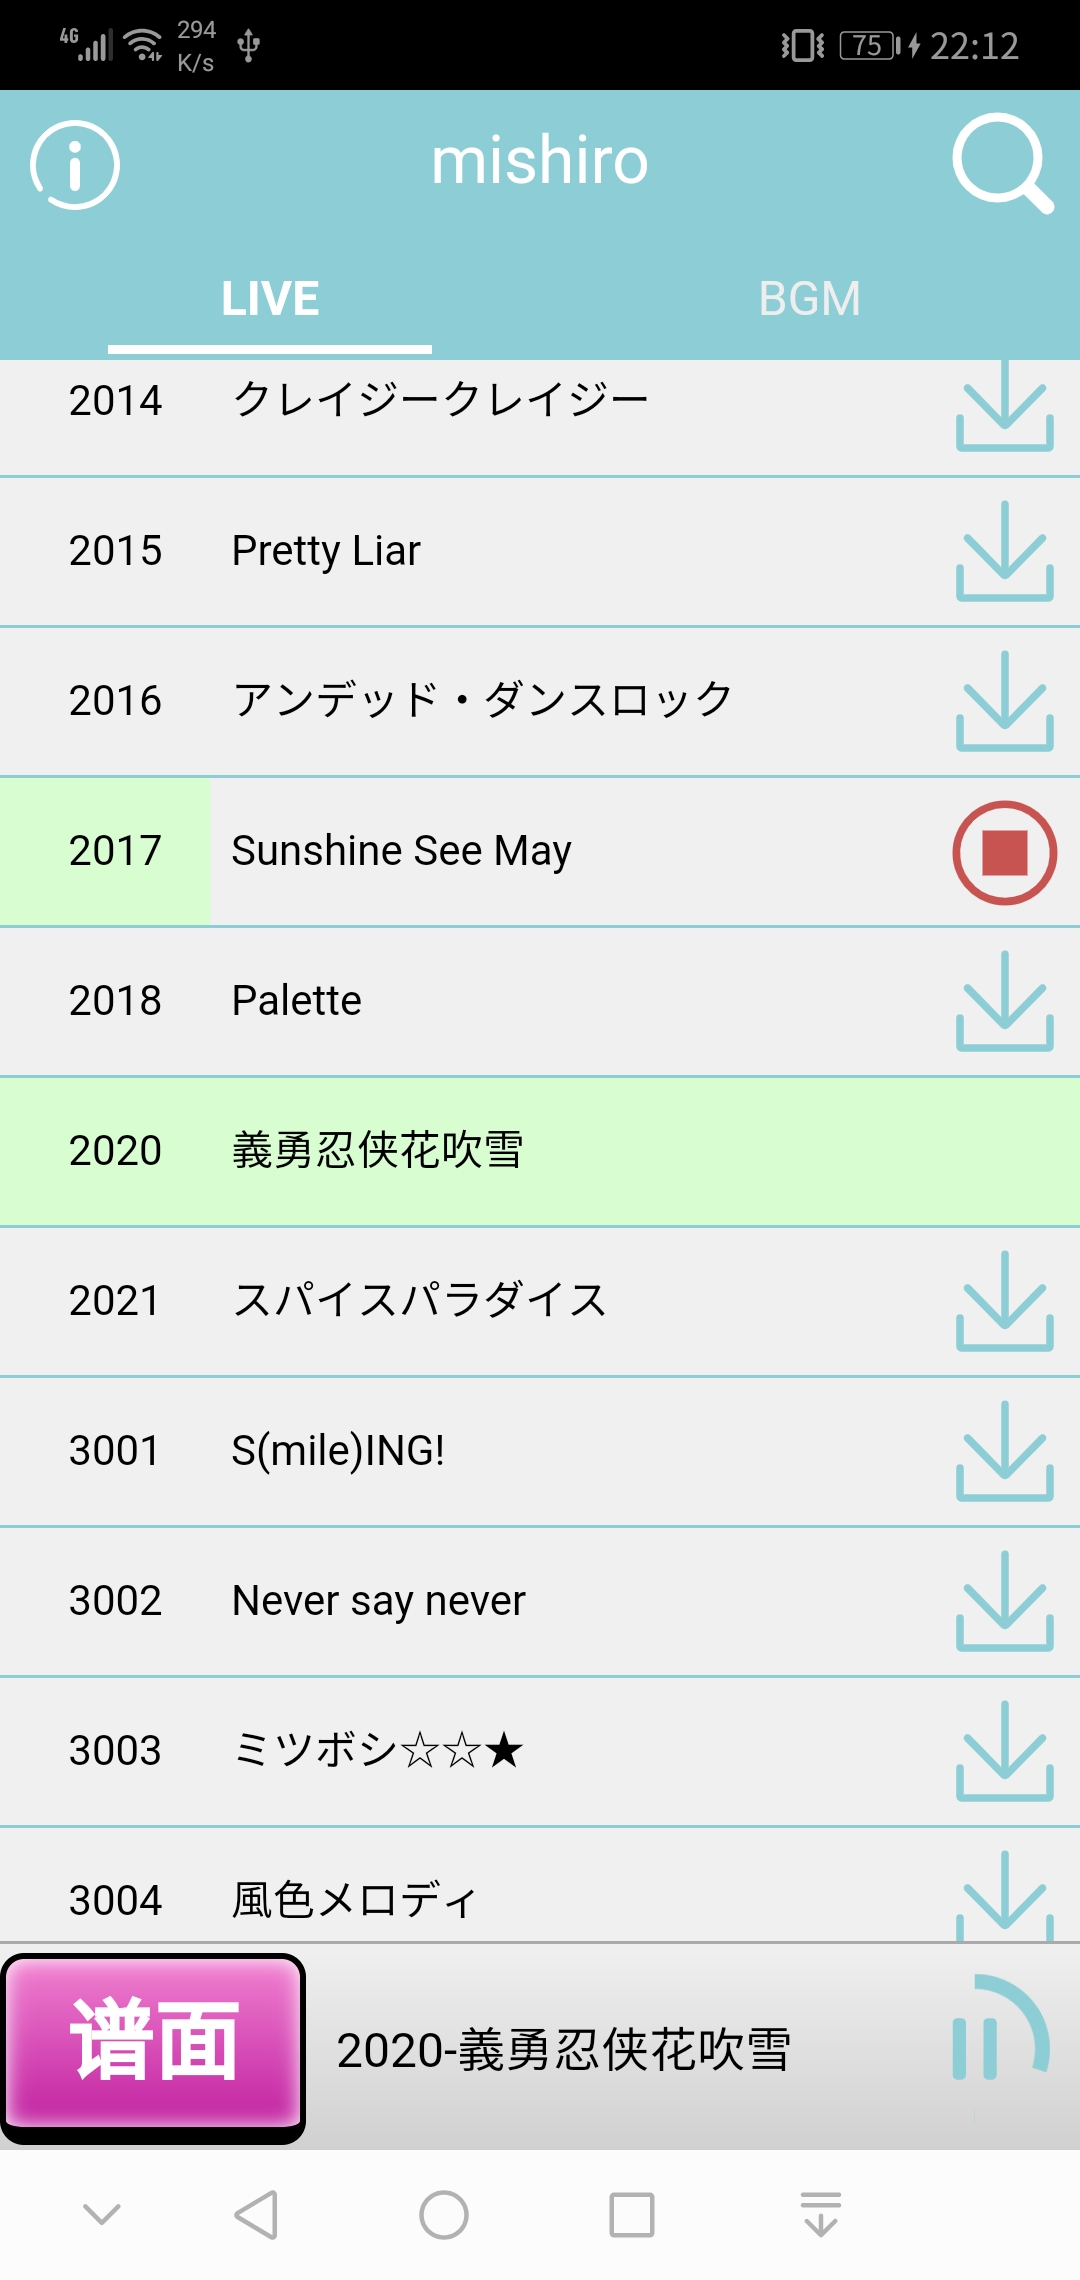 4G
294
K/s
75
22:12
mishiro
LIVE
BGM
2014 クレイジークレイジー
2015 Pretty Liar
2016 アンデッド・ダンスロック
2017 Sunshine See May
2018 Palette
2020 義勇忍侠花吹雪
2021 スパイスパラダイス
3001 S(mile)ING!
3002 Never say never
3003 ミツボシ☆☆★
3004 風色メロディ
谱面
2020-義勇忍侠花吹雪